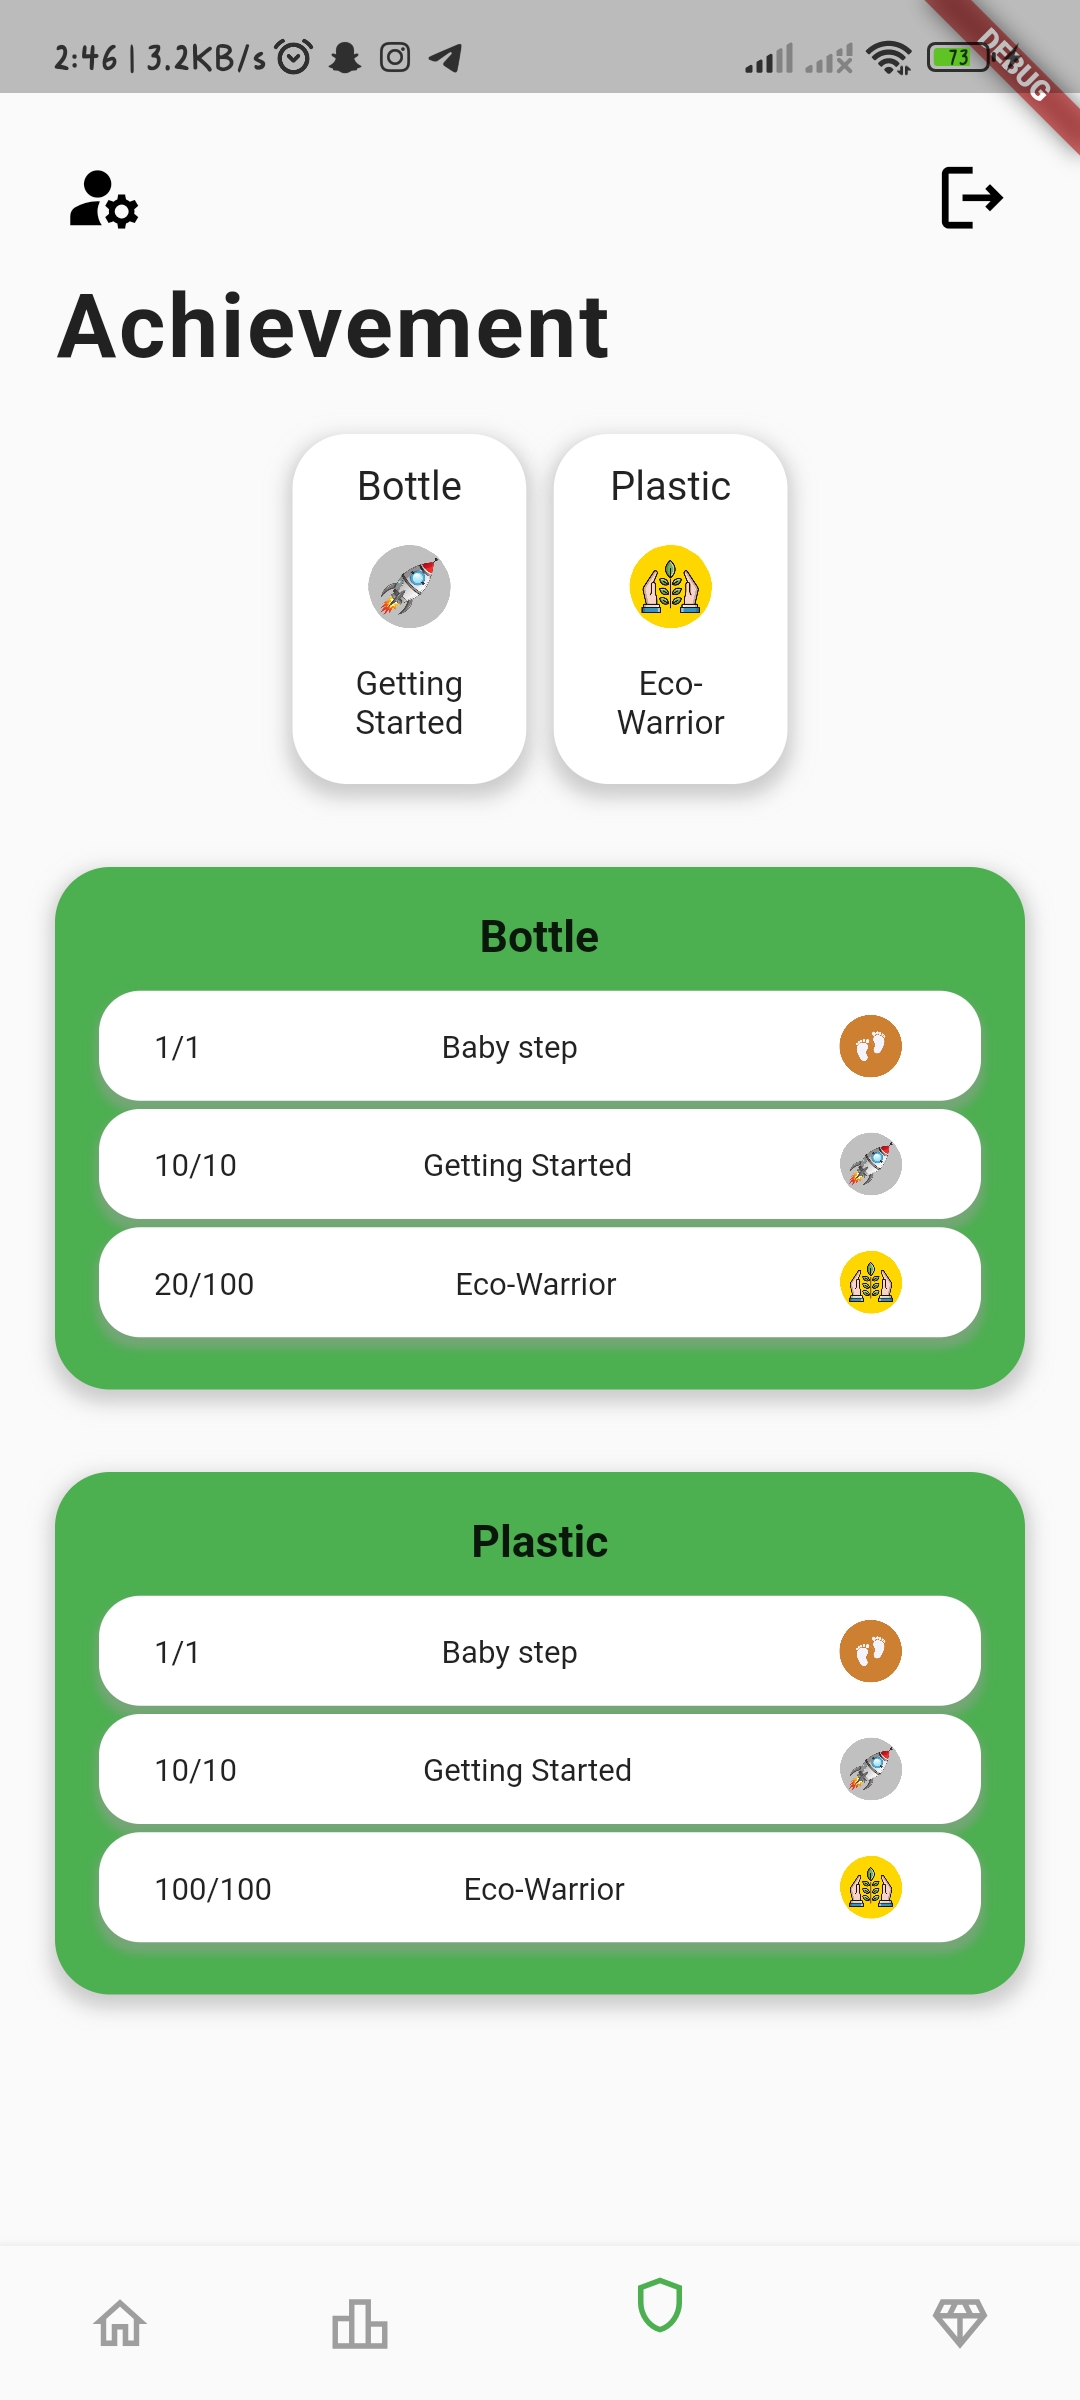 2:46 | 3.2KB/s
73
DEBUG
Achievement
Bottle
Getting
Started
Plastic
Eco-
Warrior
Bottle
1/1 Baby step
10/10 Getting Started
20/100 Eco-Warrior
Plastic
1/1 Baby step
10/10 Getting Started
100/100 Eco-Warrior